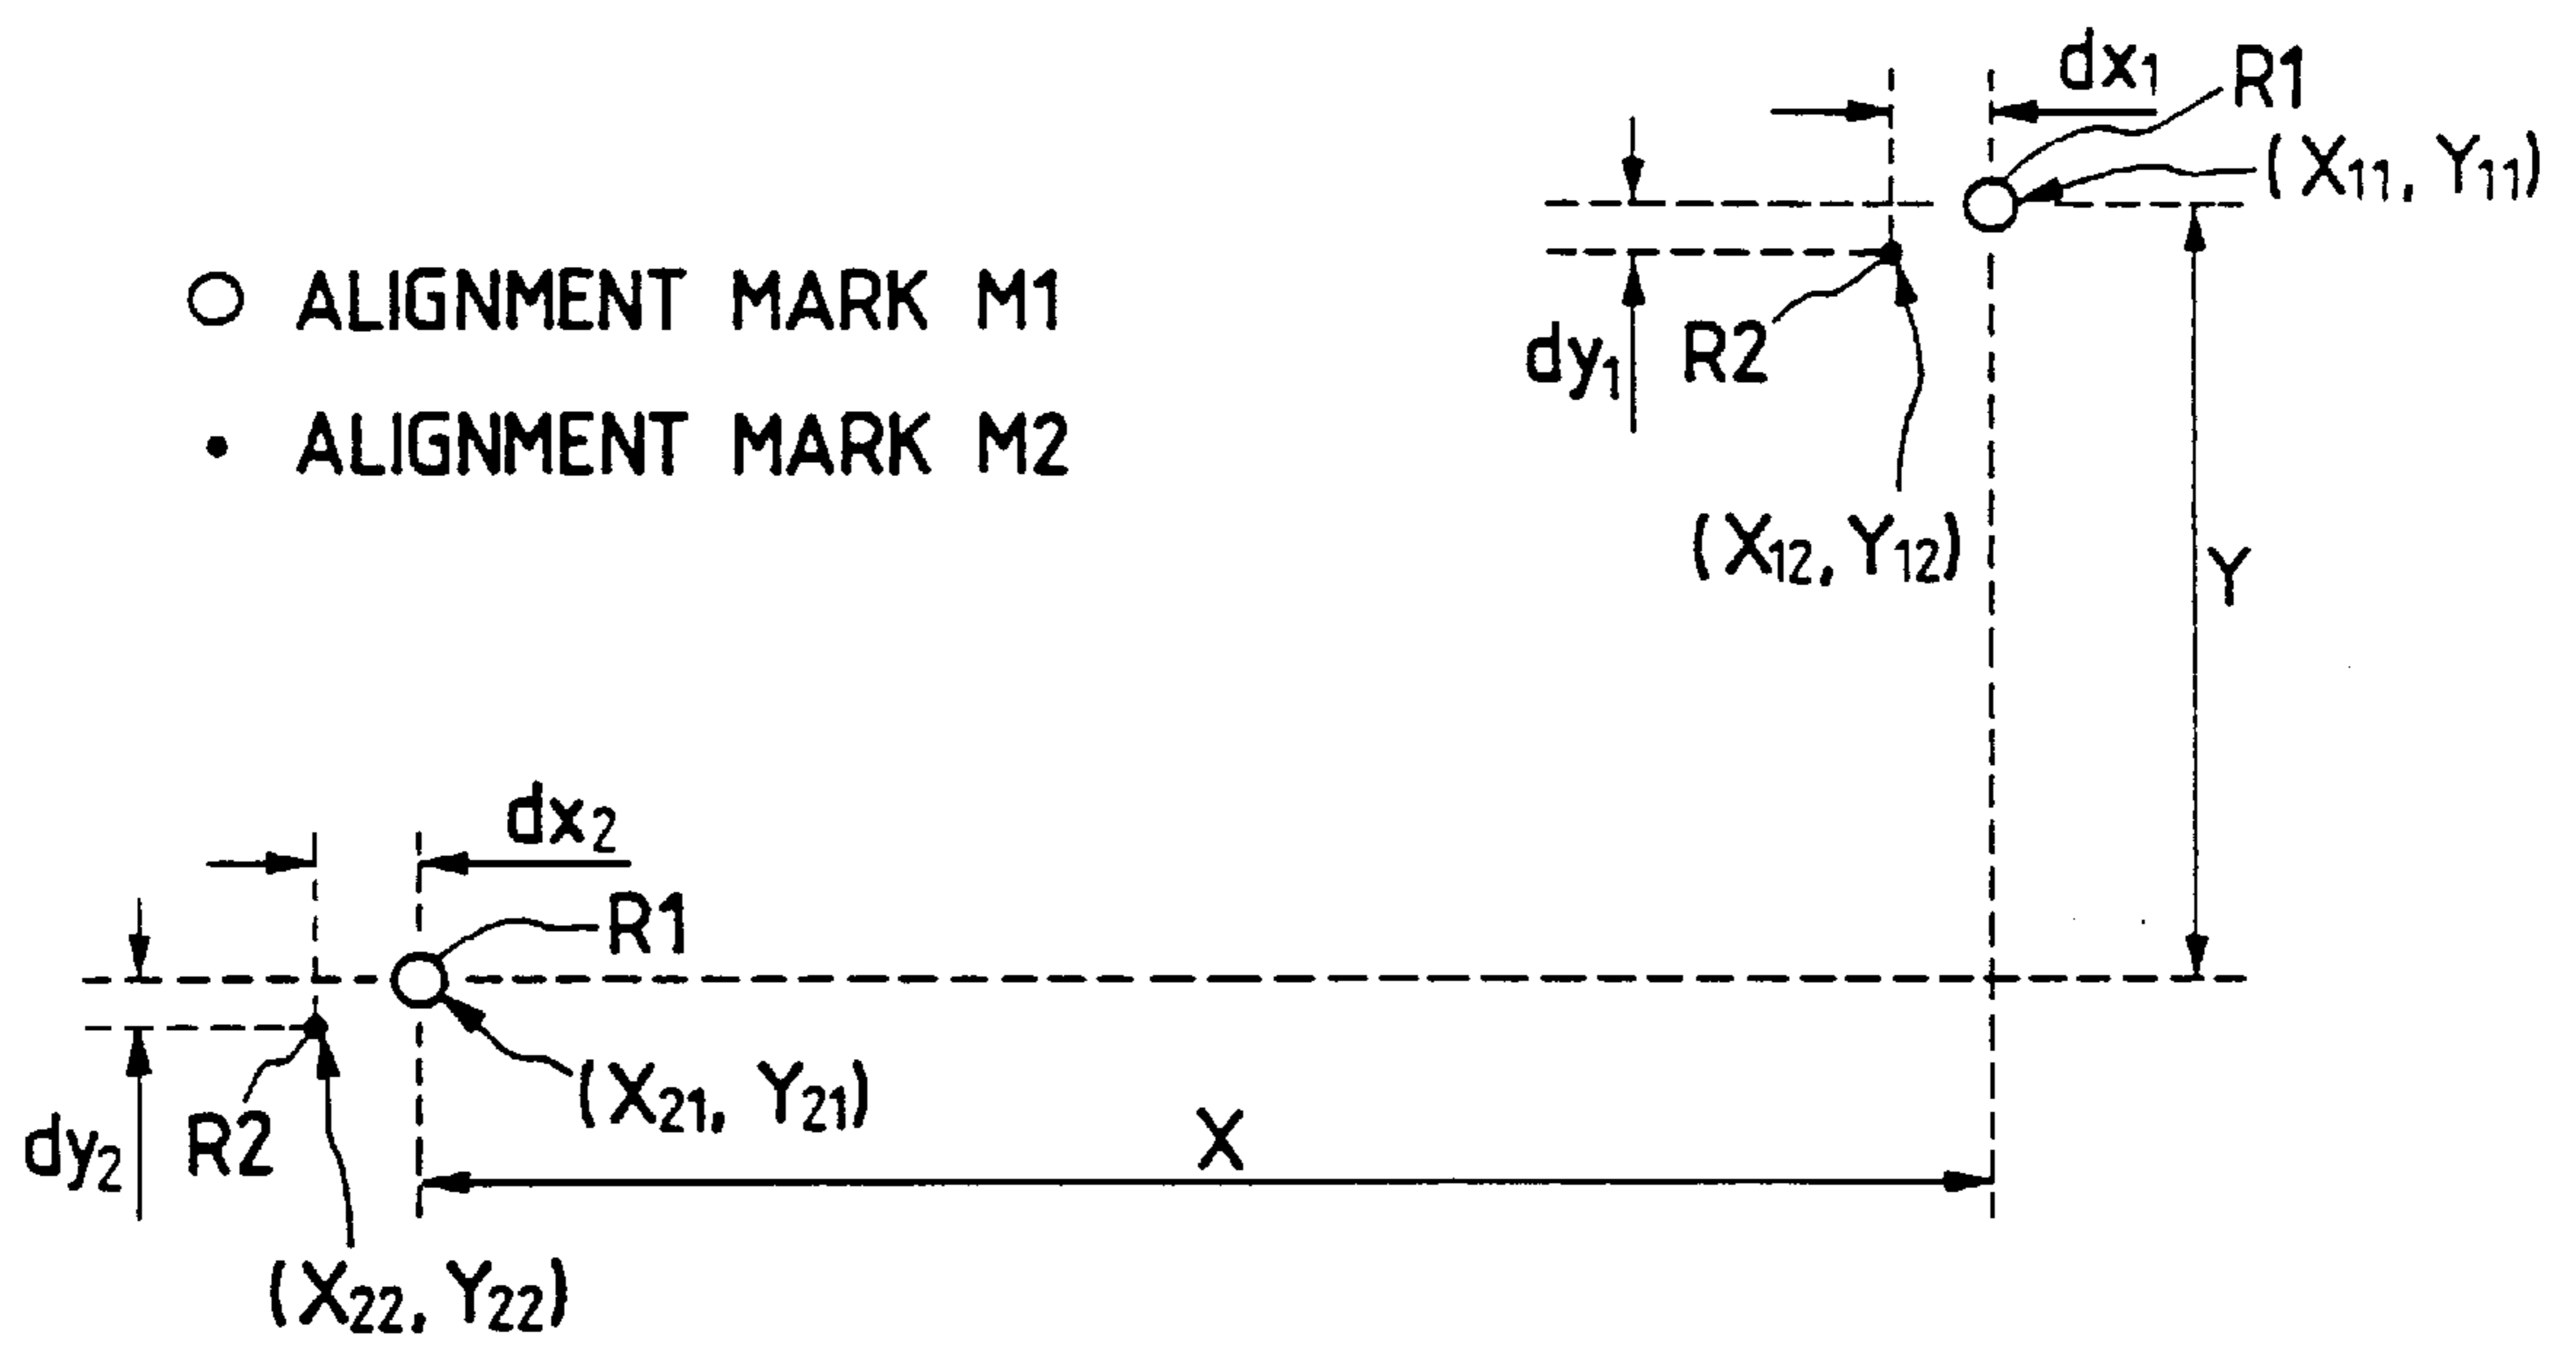 dx1
R1
(X11, Y11)
○ ALIGNMENT MARK M1
dy1
R2
• ALIGNMENT MARK M2
(X12, Y12)
Y
dx2
R1
(X21, Y21)
dy2
R2
X
(X22, Y22)